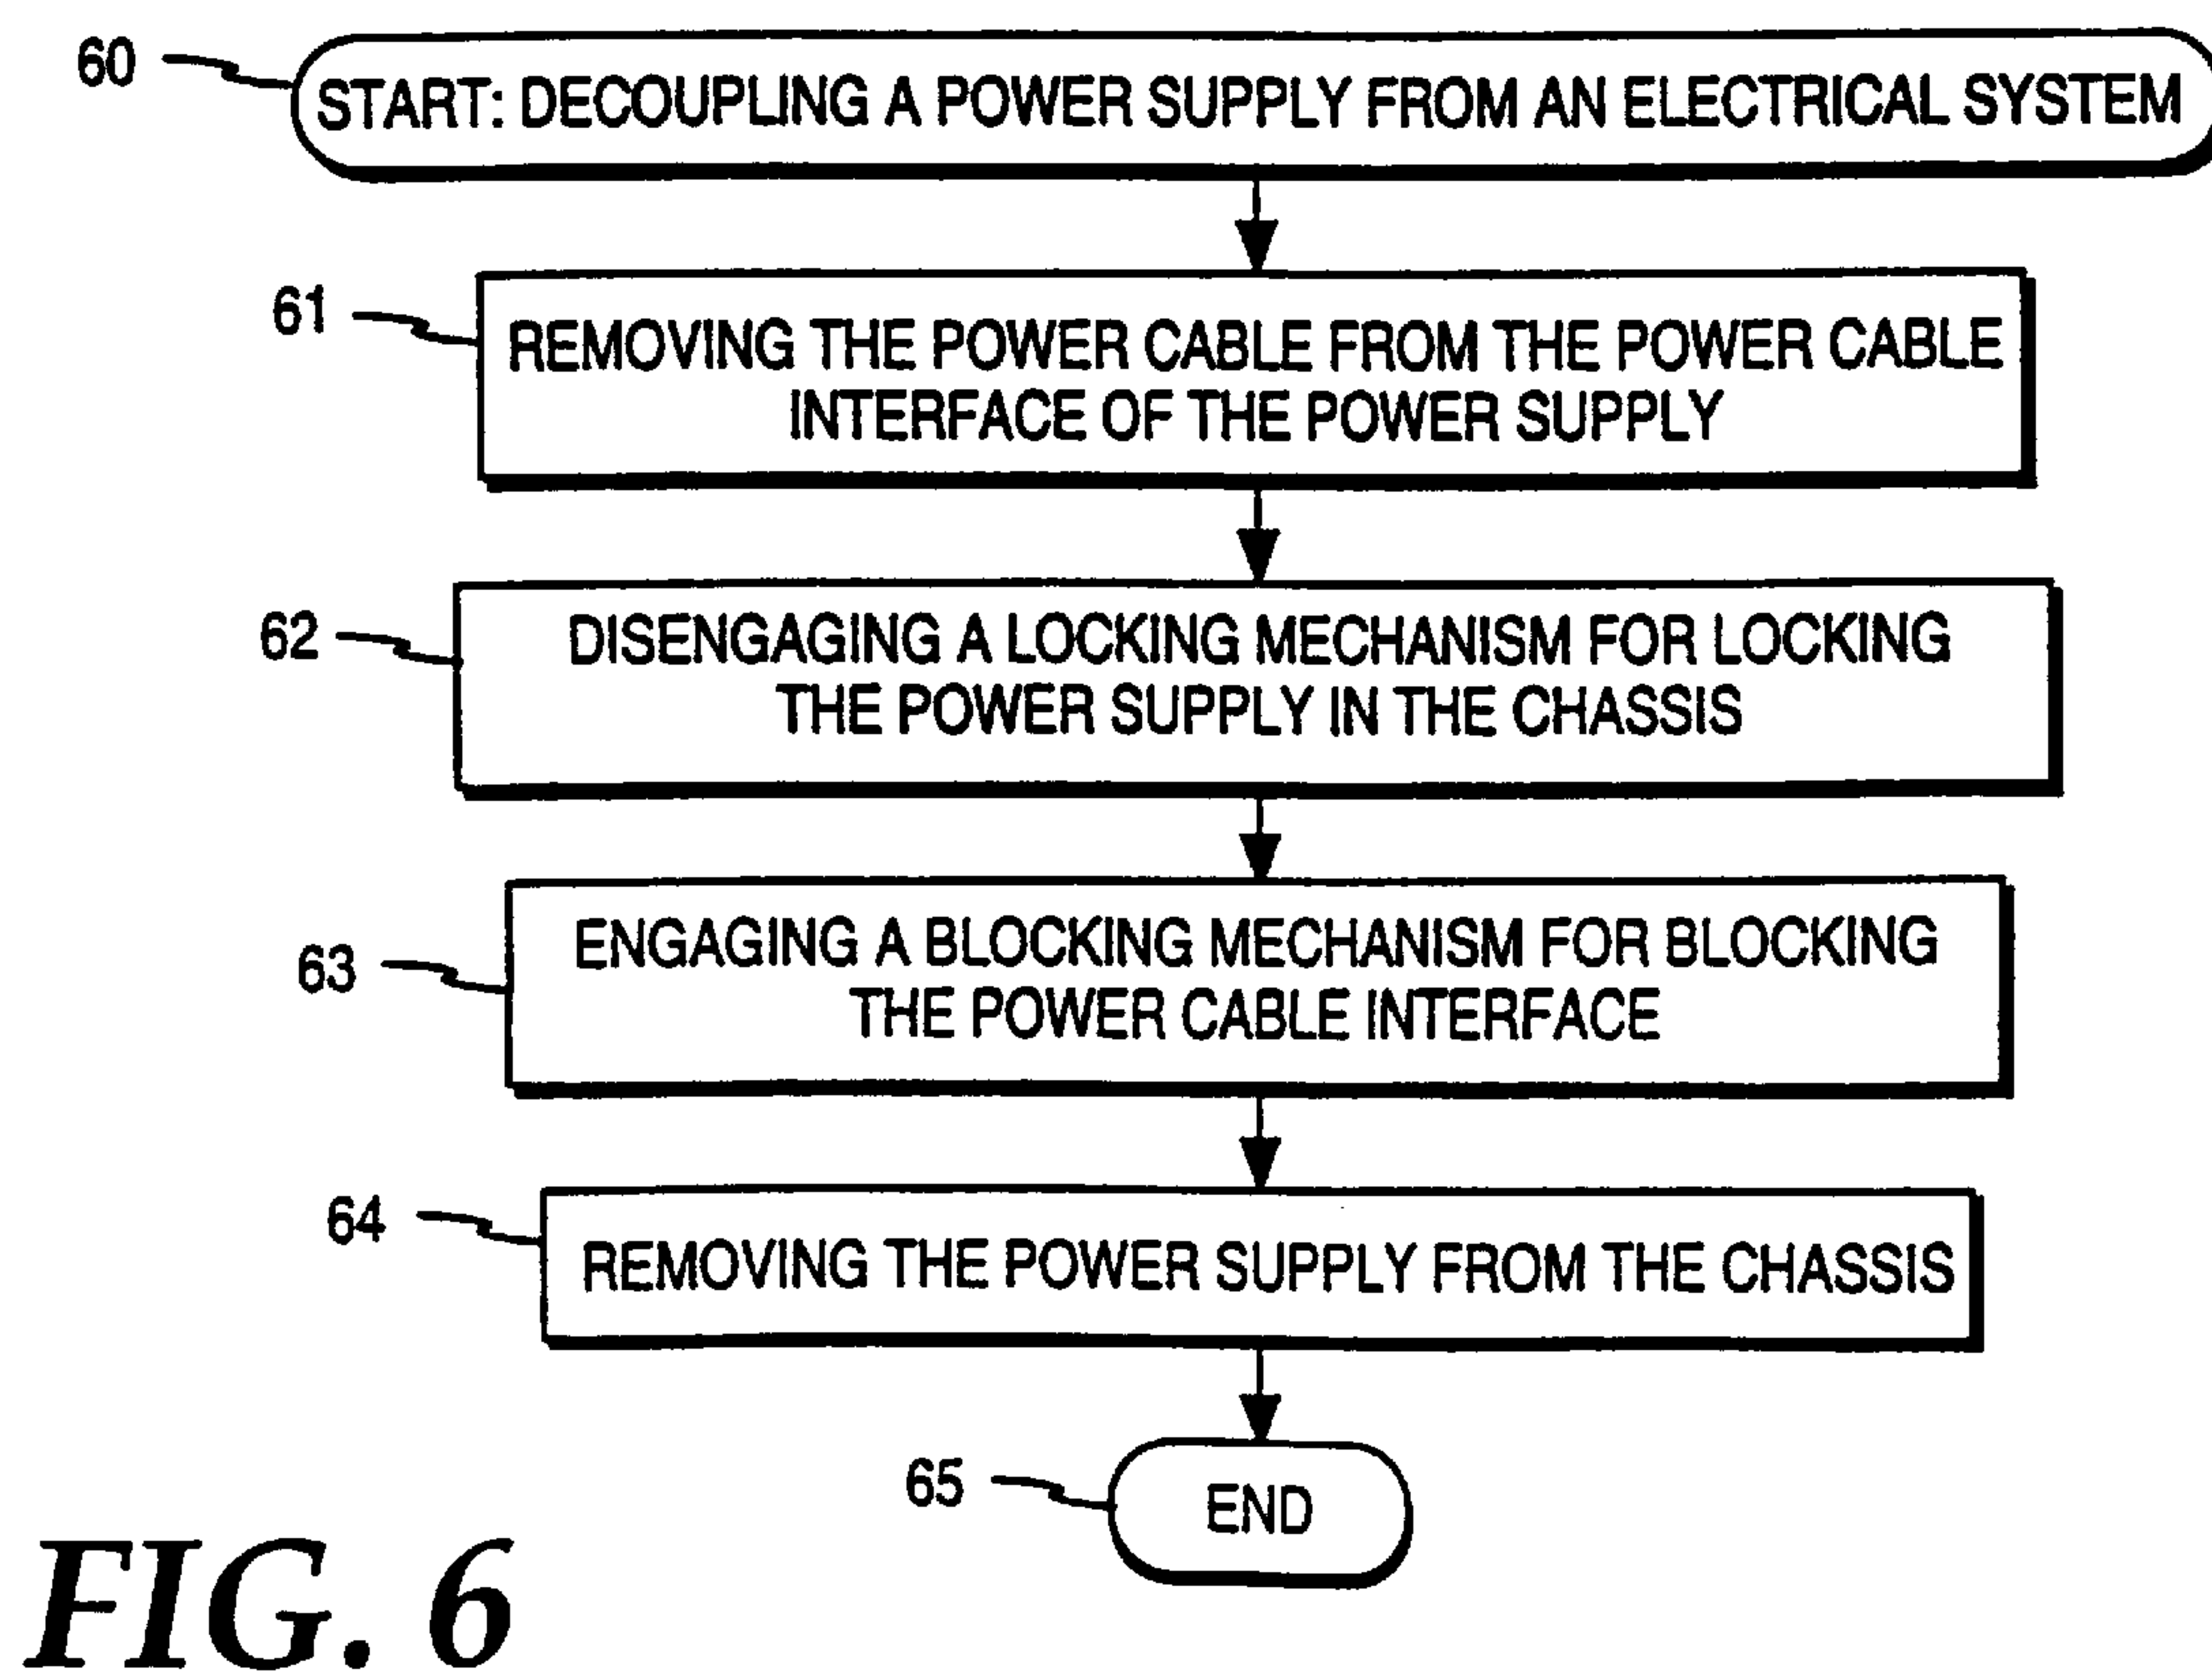 60
START: DECOUPLING A POWER SUPPLY FROM AN ELECTRICAL SYSTEM
61
REMOVING THE POWER CABLE FROM THE POWER CABLE
INTERFACE OF THE POWER SUPPLY
62
DISENGAGING A LOCKING MECHANISM FOR LOCKING
THE POWER SUPPLY IN THE CHASSIS
63
ENGAGING A BLOCKING MECHANISM FOR BLOCKING
THE POWER CABLE INTERFACE
64
REMOVING THE POWER SUPPLY FROM THE CHASSIS
65
END
FIG. 6